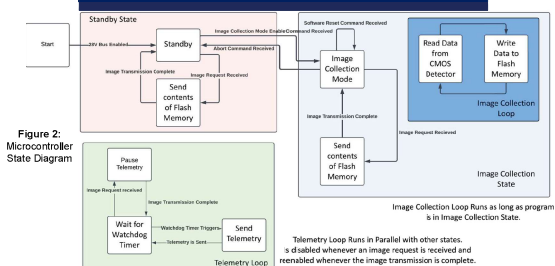 Standby State
Start
28V Bus Enabled
Standby
Image Transmission Complete
Image Request Received
Send
contents
of Flash
Memory
Image Collection Mode Enable Command Received
Abort Command Received
Software Reset Command Received
Image
Collection
Mode
Image Transmission Complete
Image Request Recieved
Send
contents
of Flash
Memory
Read Data
from
CMOS
Detector
Write
Data to
Flash
Memory
Image Collection
Loop
Image Collection
State
Figure 2:
Microcontroller
State Diagram
Pause
Telemetry
Image Request received
Image Transmission Complete
Wait for
Watchdog
Timer
Watchdog Timer Triggers
Telemetry is Sent
Send
Telemetry
Telemetry Loop
Image Collection Loop Runs as long as program
is in Image Collection State.
Telemetry Loop Runs in Parallel with other states.
is disabled whenever an image request is received and
reenabled whenever the image transmission is complete.